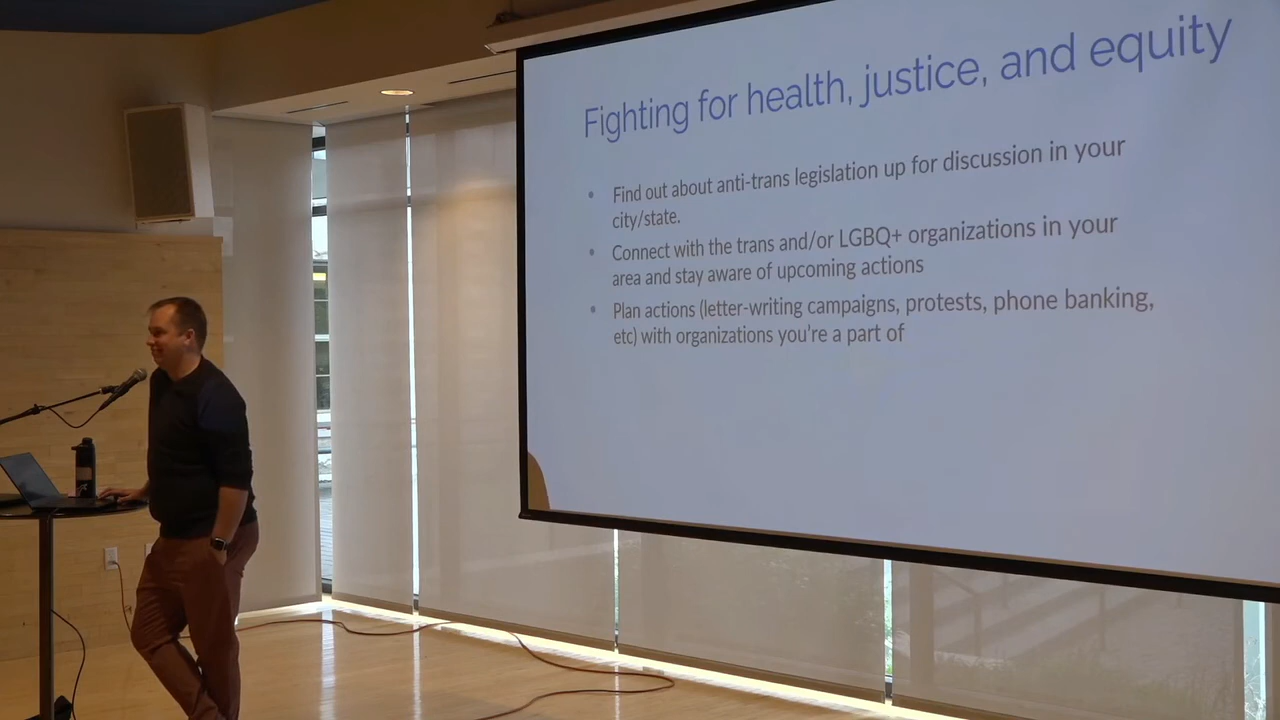 Fighting for health, justice, and equity
• Find out about anti-trans legislation up for discussion in your
city/state.
• Connect with the trans and/or LGBQ+ organizations in your
area and stay aware of upcoming actions
• Plan actions (letter-writing campaigns, protests, phone banking,
etc) with organizations you're a part of